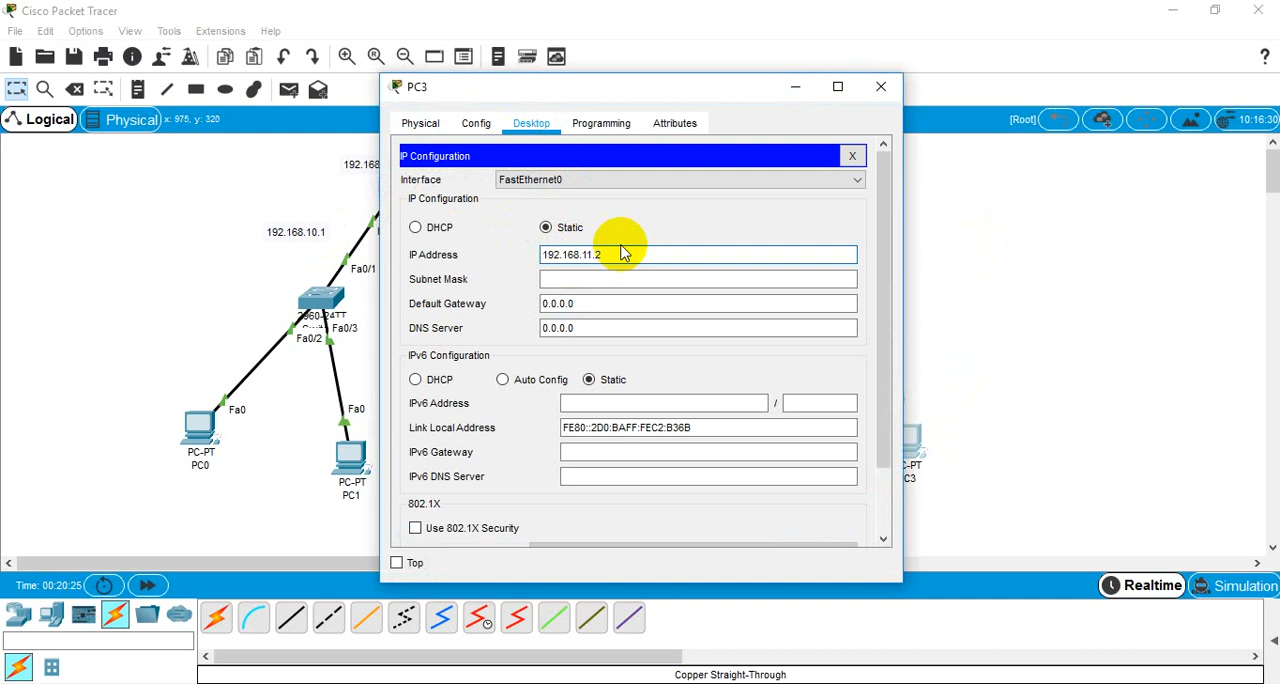 Cisco Packet Tracer
File Edit Options View Tools Extensions Help
?
Logical Physical x: 975, y: 320 [Root] 10:16:30
PC3
Physical Config Desktop Programming Attributes
IP Configuration X
Interface FastEthernet0
IP Configuration
DHCP Static
IP Address 192.168.11.2
Subnet Mask
Default Gateway 0.0.0.0
DNS Server 0.0.0.0
IPv6 Configuration
DHCP Auto Config Static
IPv6 Address /
Link Local Address FE80::2D0:BAFF:FEC2:B36B
IPv6 Gateway
IPv6 DNS Server
802.1X
Use 802.1X Security
Top
192.168
192.168.10.1
Fa0/1
2960-24TT
Fa0/3
Fa0/2
Fa0
Fa0
PC-PT
PC0
PC-PT
PC1
C-PT
C3
Time: 00:20:25 Realtime Simulation
Copper Straight-Through